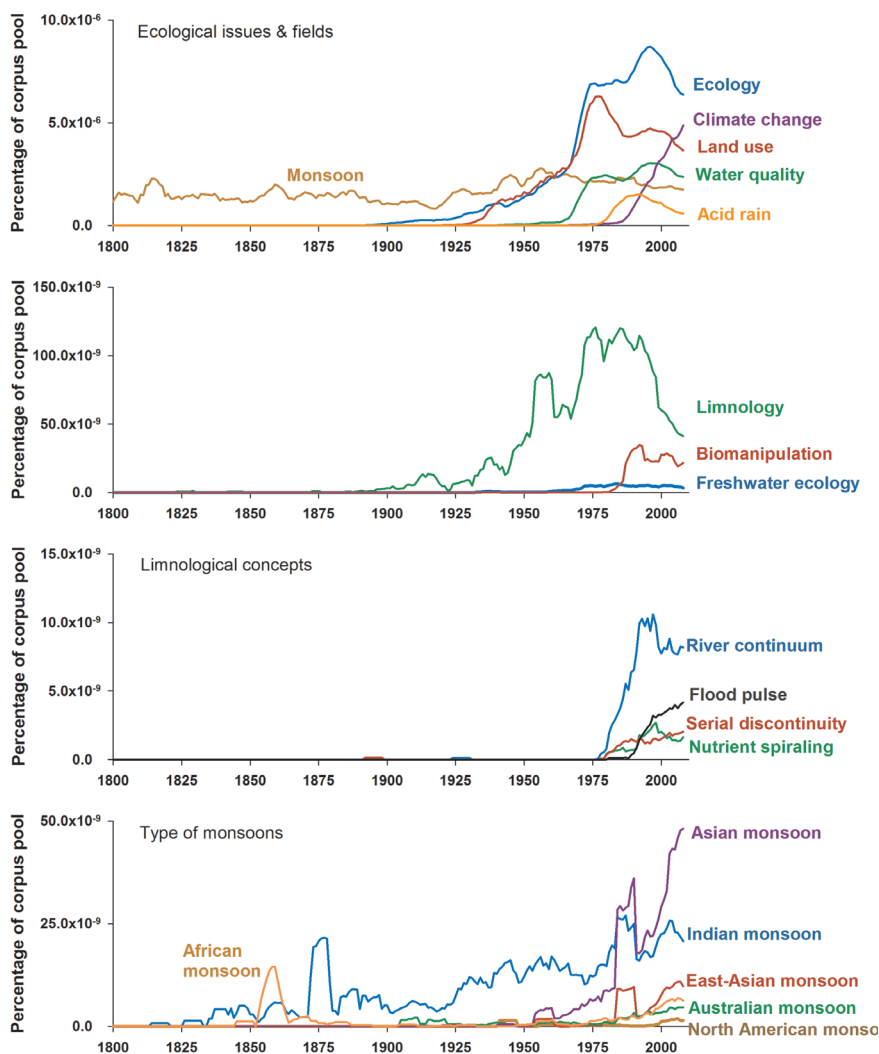 Percentage of corpus pool
10.0x10⁻⁶
5.0x10⁻⁶
0.0
Ecological issues & fields
Monsoon
Ecology
Climate change
Land use
Water quality
Acid rain
1800 1825 1850 1875 1900 1925 1950 1975 2000
Percentage of corpus pool
150.0x10⁻⁹
100.0x10⁻⁹
50.0x10⁻⁹
0.0
Limnology
Biomanipulation
Freshwater ecology
1800 1825 1850 1875 1900 1925 1950 1975 2000
Percentage of corpus pool
15.0x10⁻⁹
10.0x10⁻⁹
5.0x10⁻⁹
0.0
Limnological concepts
River continuum
Flood pulse
Serial discontinuity
Nutrient spiraling
1800 1825 1850 1875 1900 1925 1950 1975 2000
Percentage of corpus pool
50.0x10⁻⁹
25.0x10⁻⁹
0.0
Type of monsoons
African
monsoon
Asian monsoon
Indian monsoon
East-Asian monsoon
Australian monsoon
North American monso
1800 1825 1850 1875 1900 1925 1950 1975 2000